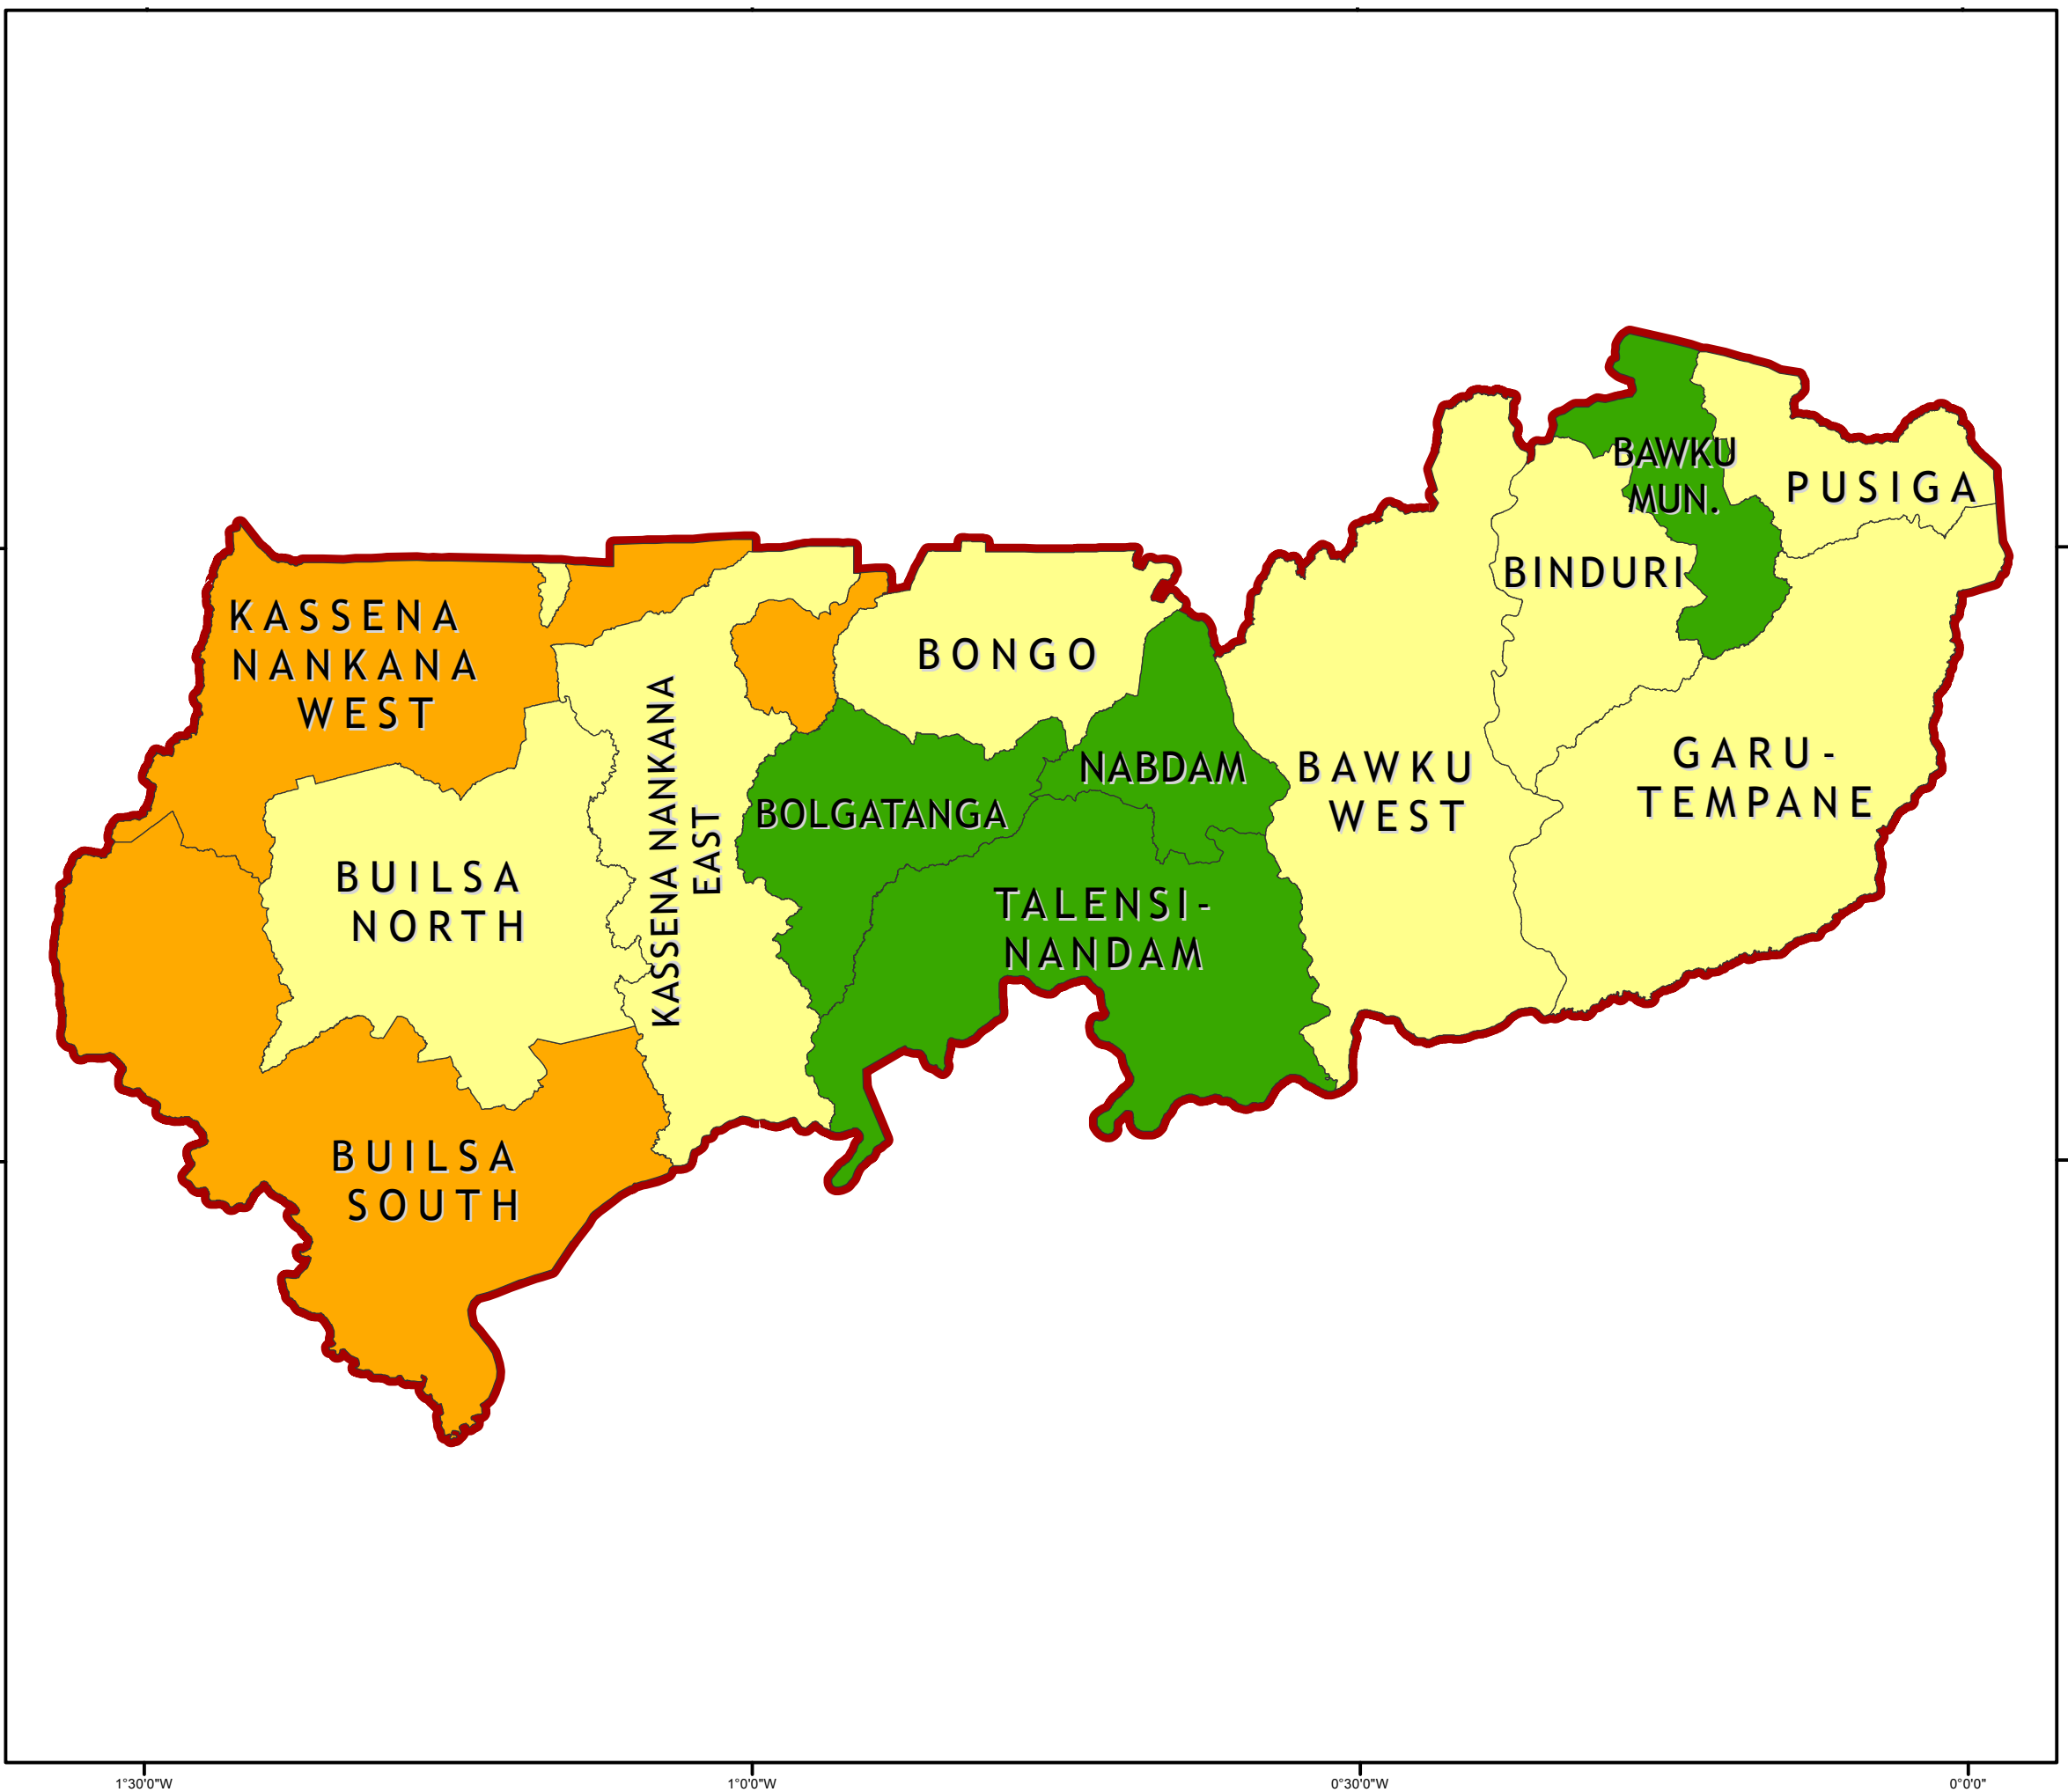 BAWKU
MUN.
PUSIGA
BINDURI
KASSENA
NANKANA
WEST
BONGO
KASSENA NANKANA
EAST
NABDAM
BAWKU
WEST
GARU-
TEMPANE
BOLGATANGA
BUILSA
NORTH
TALENSI-
NANDAM
BUILSA
SOUTH
1°30'0"W
1°0'0"W
0°30'0"W
0°0'0"